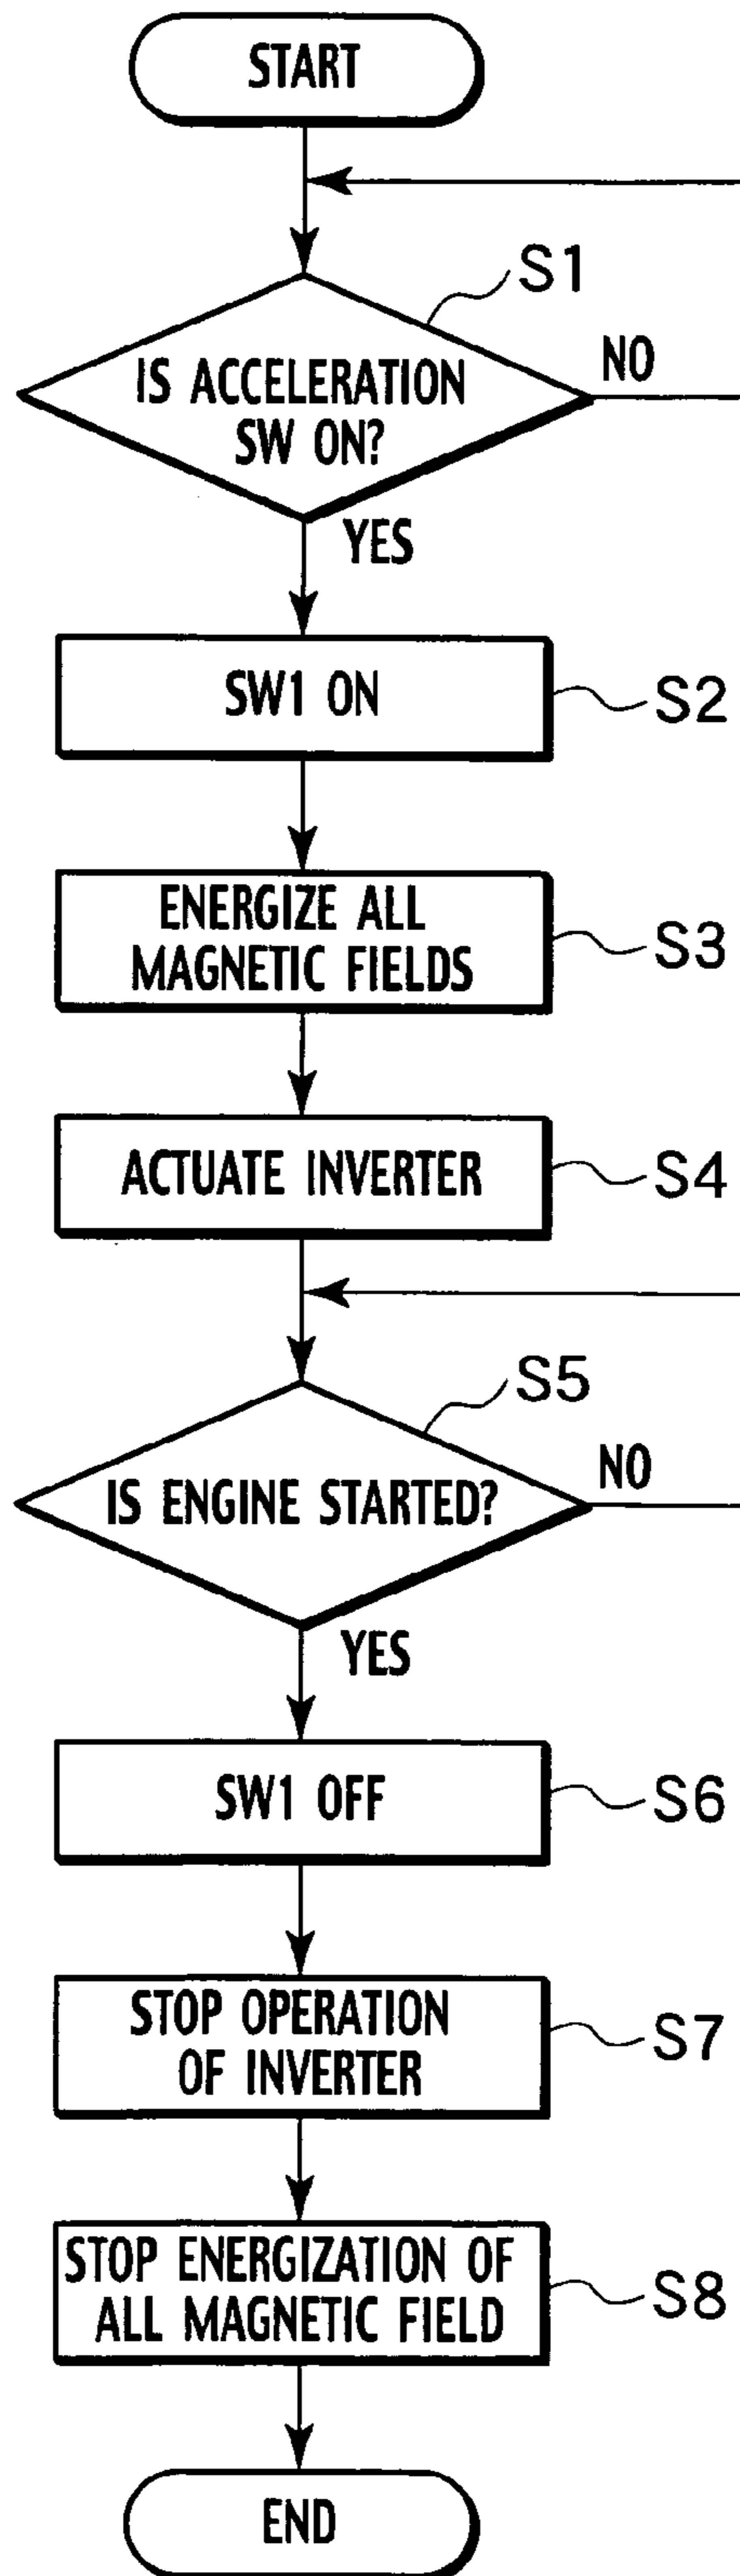 START
S1
IS ACCELERATION
SW ON?
NO
YES
SW1 ON
S2
ENERGIZE ALL
MAGNETIC FIELDS
S3
ACTUATE INVERTER
S4
S5
IS ENGINE STARTED?
NO
YES
SW1 OFF
S6
STOP OPERATION
OF INVERTER
S7
STOP ENERGIZATION OF
ALL MAGNETIC FIELD
S8
END